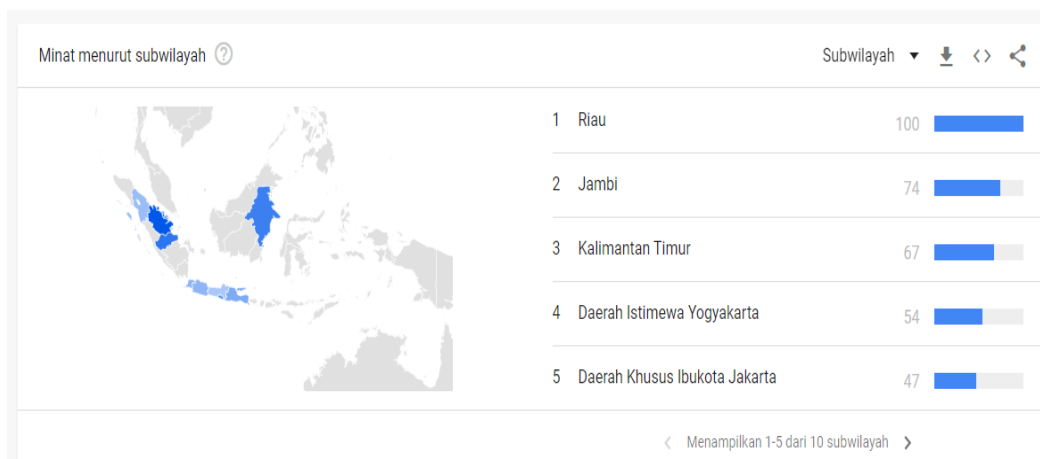 Minat menurut subwilayah ?
Subwilayah
1 Riau 100
2 Jambi 74
3 Kalimantan Timur 67
4 Daerah Istimewa Yogyakarta 54
5 Daerah Khusus Ibukota Jakarta 47
Menampilkan 1-5 dari 10 subwilayah